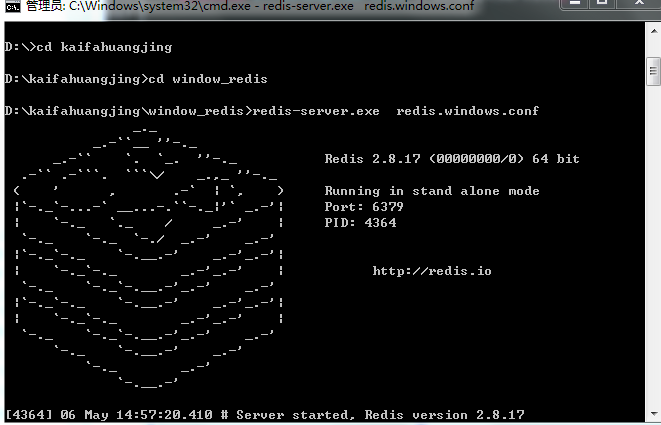 管理员: C:\Windows\system32\cmd.exe - redis-server.exe  redis.windows.conf
D:\>cd kaifahuangjing
D:\kaifahuangjing>cd window_redis
D:\kaifahuangjing\window_redis>redis-server.exe  redis.windows.conf
Redis 2.8.17 (00000000/0) 64 bit
Running in stand alone mode
Port: 6379
PID: 4364
http://redis.io
[4364] 06 May 14:57:20.410 # Server started, Redis version 2.8.17